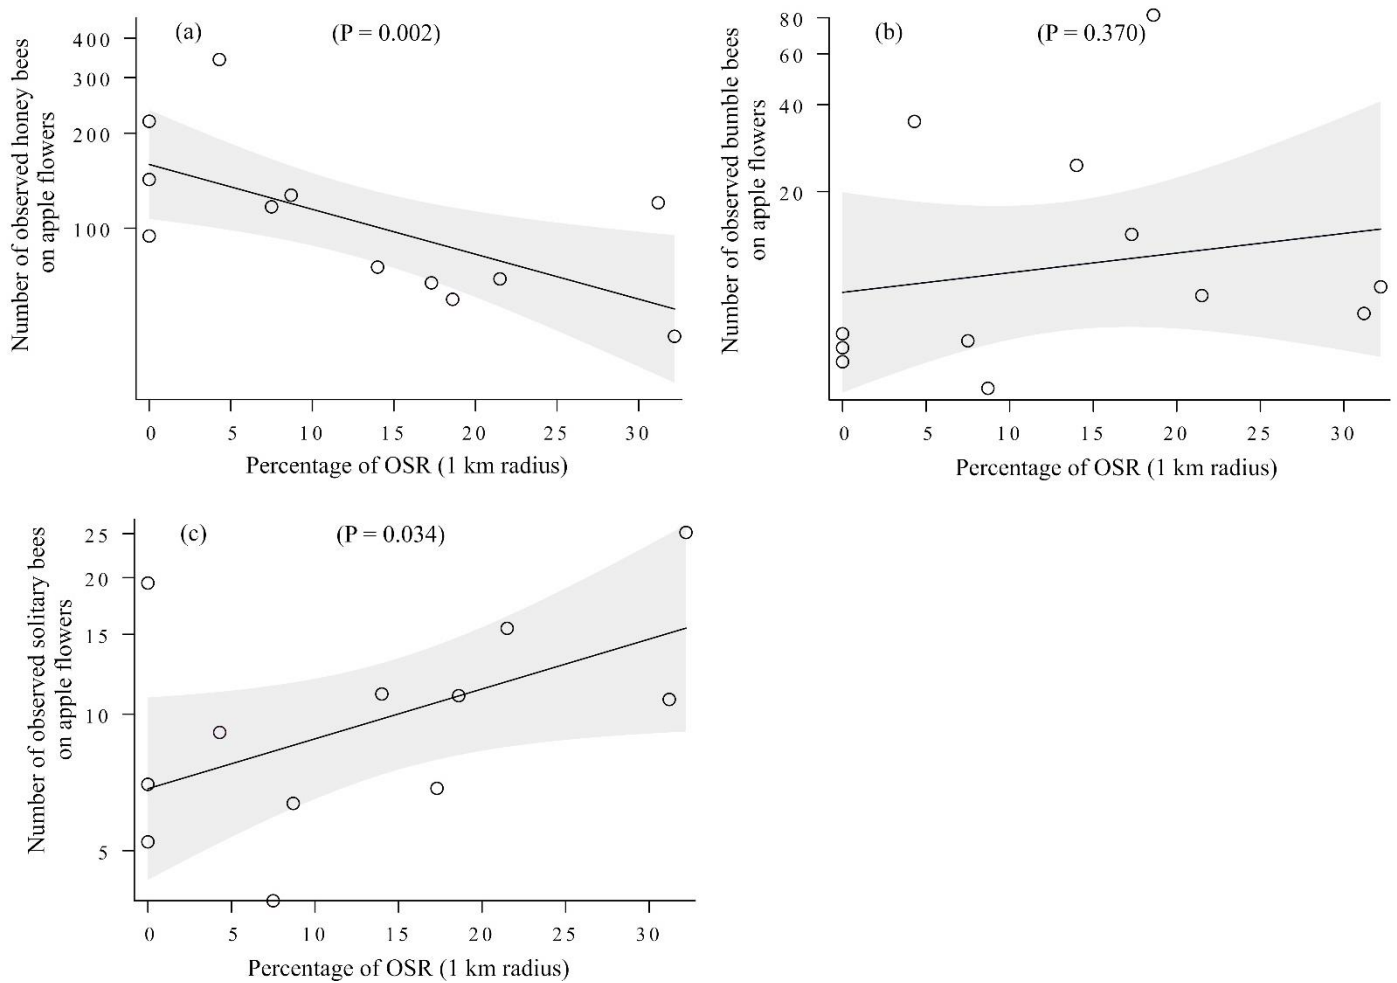 (a)
(P = 0.002)
Number of observed honey bees
on apple flowers
400
300
200
100
0 5 10 15 20 25 30
Percentage of OSR (1 km radius)
(b)
(P = 0.370)
Number of observed bumble bees
on apple flowers
80
60
40
20
0 5 10 15 20 25 30
Percentage of OSR (1 km radius)
(c)
(P = 0.034)
Number of observed solitary bees
on apple flowers
25
20
15
10
5
0 5 10 15 20 25 30
Percentage of OSR (1 km radius)